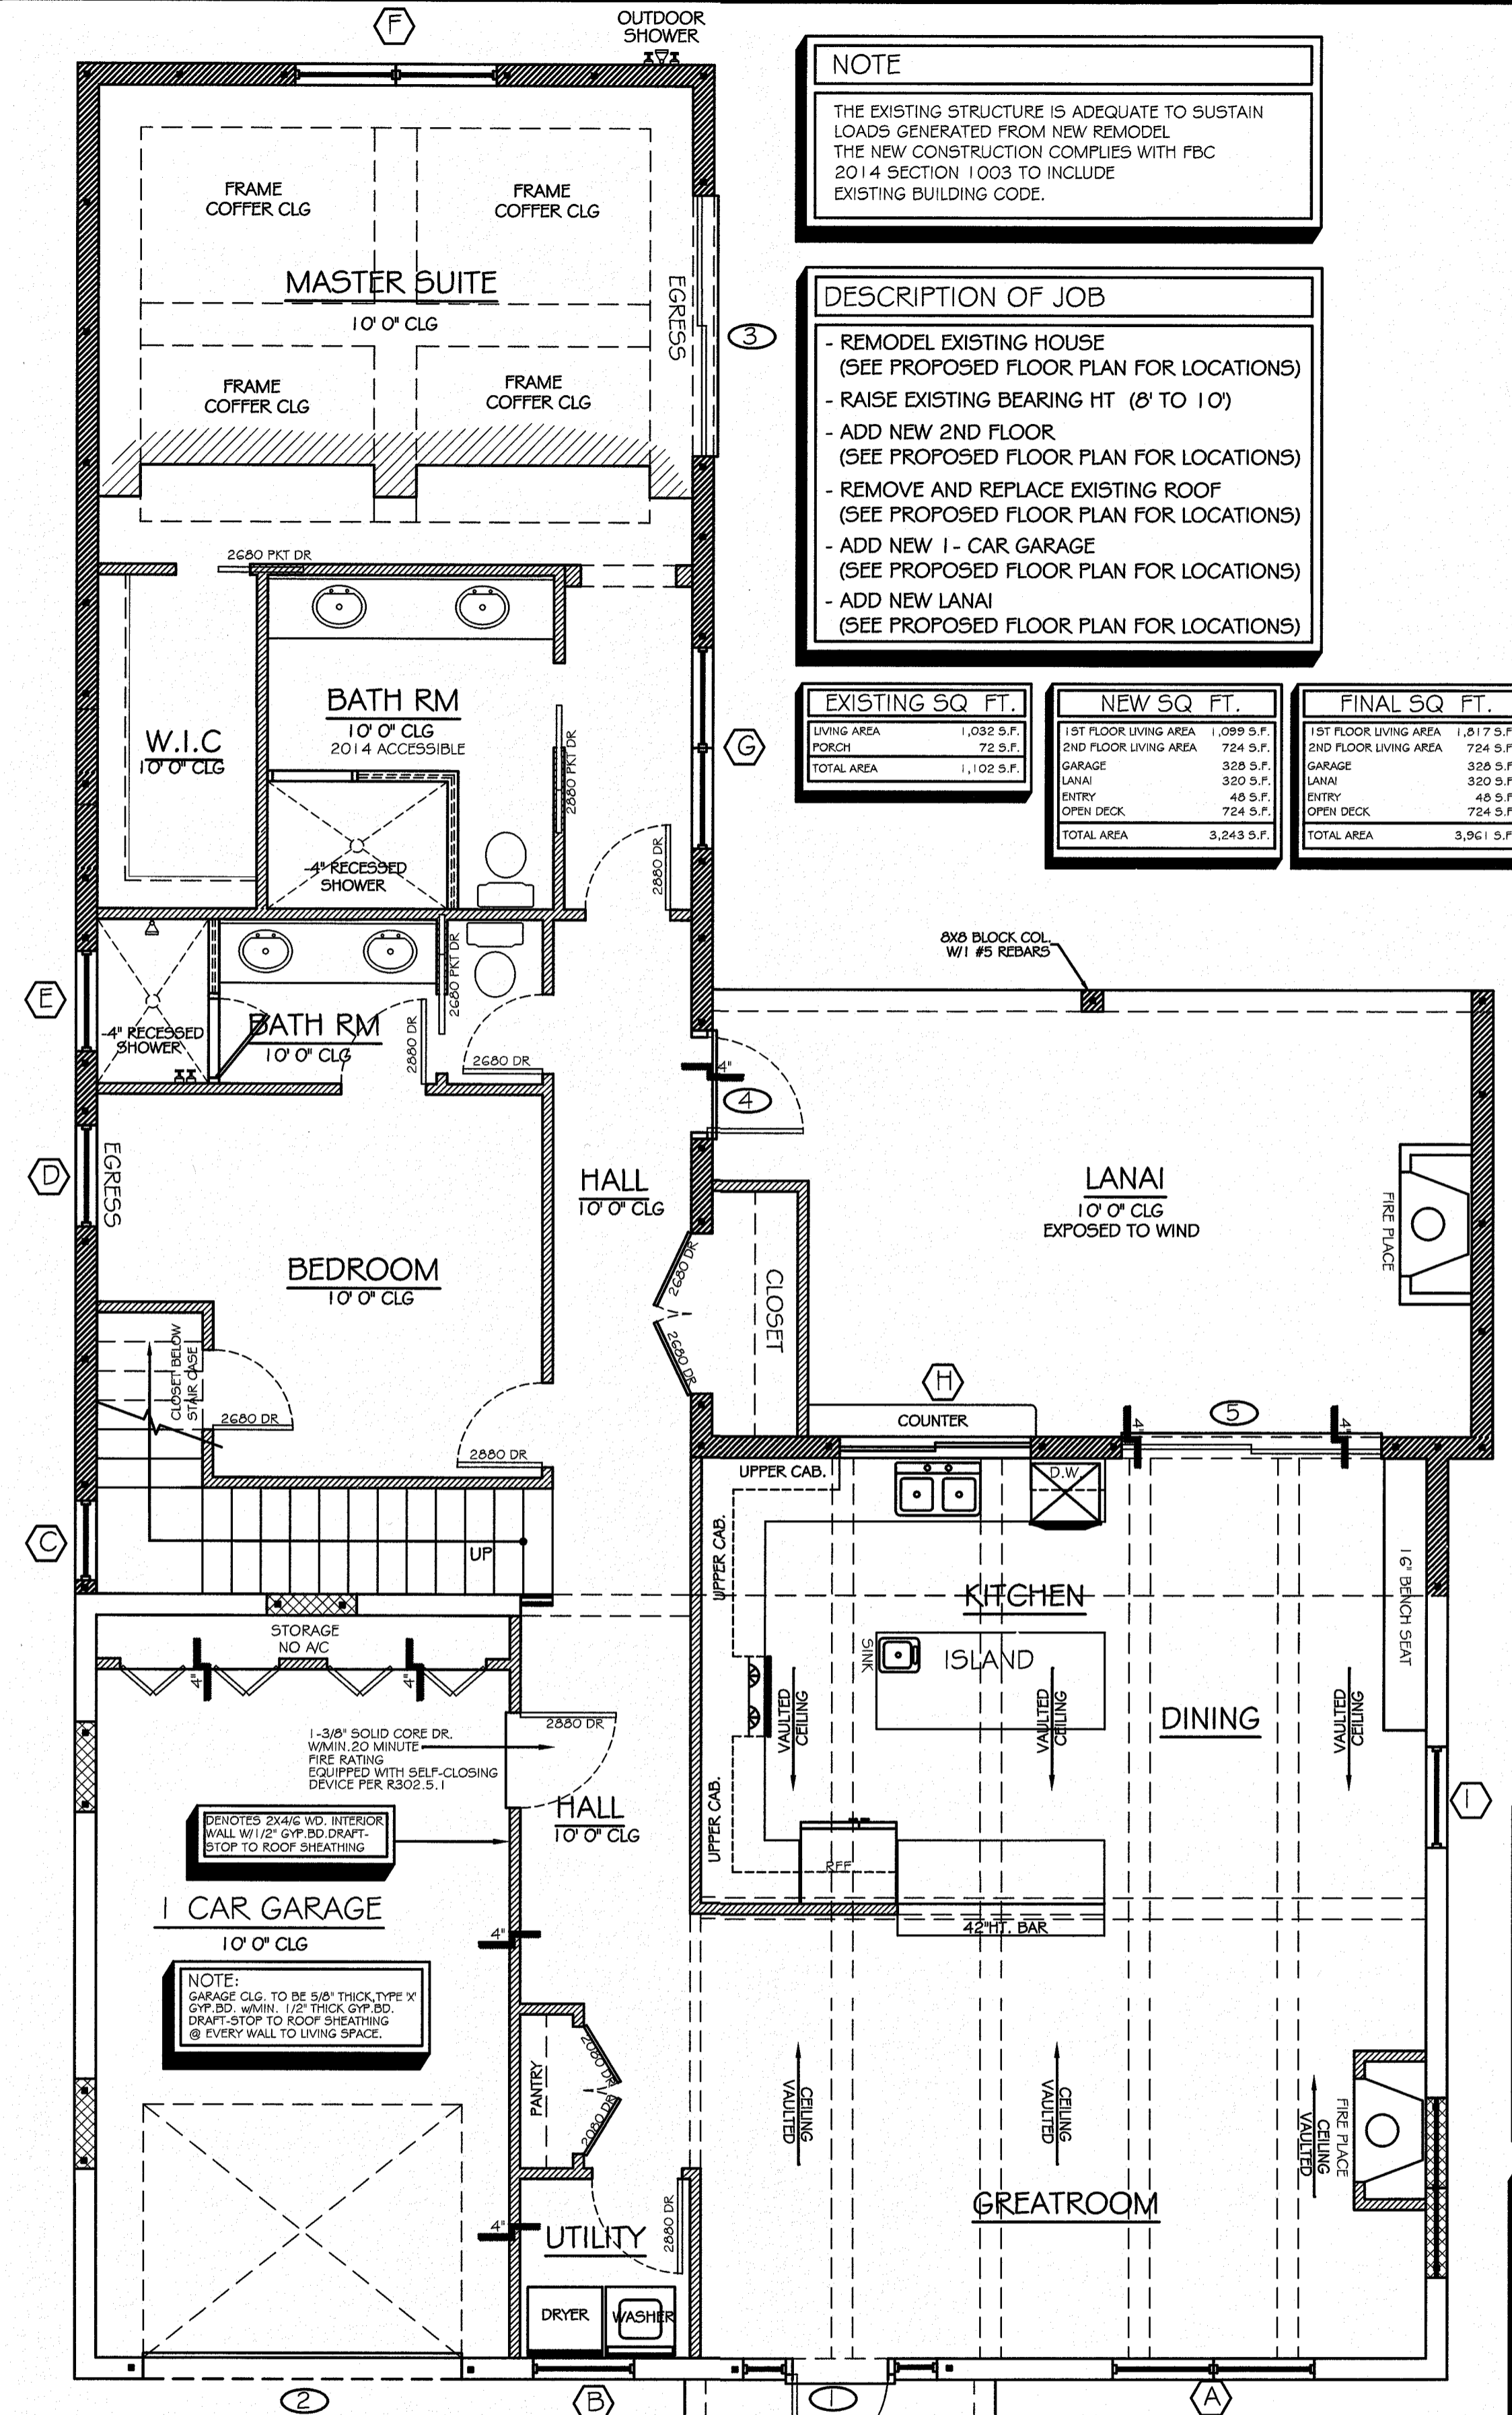 F
OUTDOOR
SHOWER
NOTE
THE EXISTING STRUCTURE IS ADEQUATE TO SUSTAIN
LOADS GENERATED FROM NEW REMODEL
THE NEW CONSTRUCTION COMPLIES WITH FBC
2014 SECTION 1003 TO INCLUDE
EXISTING BUILDING CODE.
FRAME
COFFER CLG
FRAME
COFFER CLG
MASTER SUITE
10' 0" CLG
FRAME
COFFER CLG
FRAME
COFFER CLG
EGRESS
3
DESCRIPTION OF JOB
- REMODEL EXISTING HOUSE
(SEE PROPOSED FLOOR PLAN FOR LOCATIONS)
- RAISE EXISTING BEARING HT (8' TO 10')
- ADD NEW 2ND FLOOR
(SEE PROPOSED FLOOR PLAN FOR LOCATIONS)
- REMOVE AND REPLACE EXISTING ROOF
(SEE PROPOSED FLOOR PLAN FOR LOCATIONS)
- ADD NEW 1- CAR GARAGE
(SEE PROPOSED FLOOR PLAN FOR LOCATIONS)
- ADD NEW LANAI
(SEE PROPOSED FLOOR PLAN FOR LOCATIONS)
EXISTING SQ FT.
LIVING AREA 1,032 S.F.
PORCH 72 S.F.
TOTAL AREA 1,102 S.F.
NEW SQ FT.
1ST FLOOR LIVING AREA 1,099 S.F.
2ND FLOOR LIVING AREA 724 S.F.
GARAGE 328 S.F.
LANAI 320 S.F.
ENTRY 48 S.F.
OPEN DECK 724 S.F.
TOTAL AREA 3,243 S.F.
FINAL SQ FT.
1ST FLOOR LIVING AREA 1,817 S.F
2ND FLOOR LIVING AREA 724 S.F
GARAGE 328 S.F
LANAI 320 S.F
ENTRY 48 S.F
OPEN DECK 724 S.F
TOTAL AREA 3,961 S.F
2680 PKT DR
W.I.C
10' 0" CLG
BATH RM
10' 0" CLG
2014 ACCESSIBLE
2880 PKT DR
G
-4" RECESSED
SHOWER
2880 DR
8X8 BLOCK COL.
W/1 #5 REBARS
E
-4" RECESSED
SHOWER
BATH RM
10' 0" CLG
2880 DR
2680 PKT DR
2680 DR
4"
4
D
EGRESS
HALL
10' 0" CLG
LANAI
10' 0" CLG
EXPOSED TO WIND
FIRE PLACE
BEDROOM
10' 0" CLG
2680 DR
2680 DR
CLOSET
CLOSET BELOW
STAIR CASE
2680 DR
2880 DR
H
COUNTER
4"
5
4"
C
UP
UPPER CAB.
UPPER CAB.
D.W.
16" BENCH SEAT
KITCHEN
SINK
ISLAND
DINING
VAULTED
CEILING
VAULTED
CEILING
VAULTED
CEILING
STORAGE
NO A/C
4"
4"
2880 DR
1-3/8" SOLID CORE DR.
W/MIN.20 MINUTE
FIRE RATING
EQUIPPED WITH SELF-CLOSING
DEVICE PER R302.5.1
HALL
10' 0" CLG
DENOTES 2X4/6 WD. INTERIOR
WALL W/1/2" GYP.BD.DRAFT-
STOP TO ROOF SHEATHING
UPPER CAB.
REF
42"HT. BAR
I
1 CAR GARAGE
10' 0" CLG
4"
NOTE:
GARAGE CLG. TO BE 5/8" THICK,TYPE 'X'
GYP.BD. w/MIN. 1/2" THICK GYP.BD.
DRAFT-STOP TO ROOF SHEATHING
@ EVERY WALL TO LIVING SPACE.
PANTRY
2080 DR
2080 DR
CEILING
VAULTED
CEILING
VAULTED
CEILING
VAULTED
FIRE PLACE
GREATROOM
4"
UTILITY
2880 DR
DRYER
WASHER
2
B
1
A